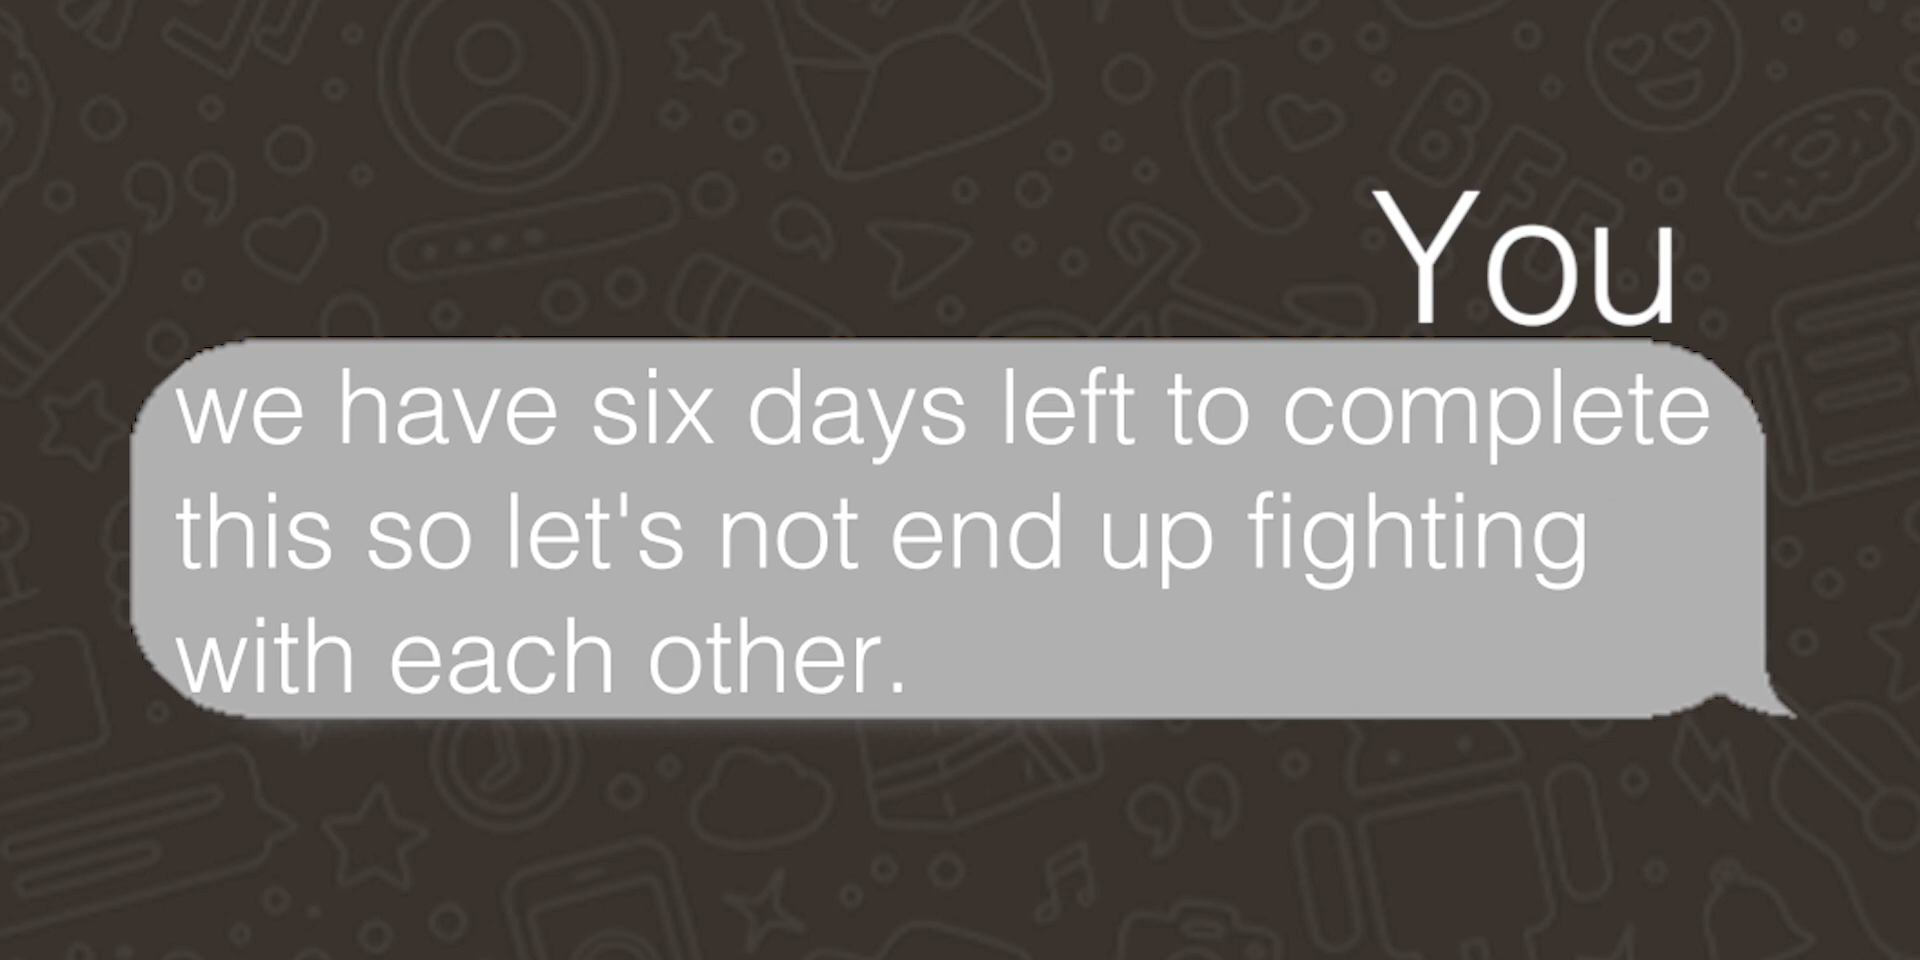 You
we have six days left to complete
this so let's not end up fighting
with each other.